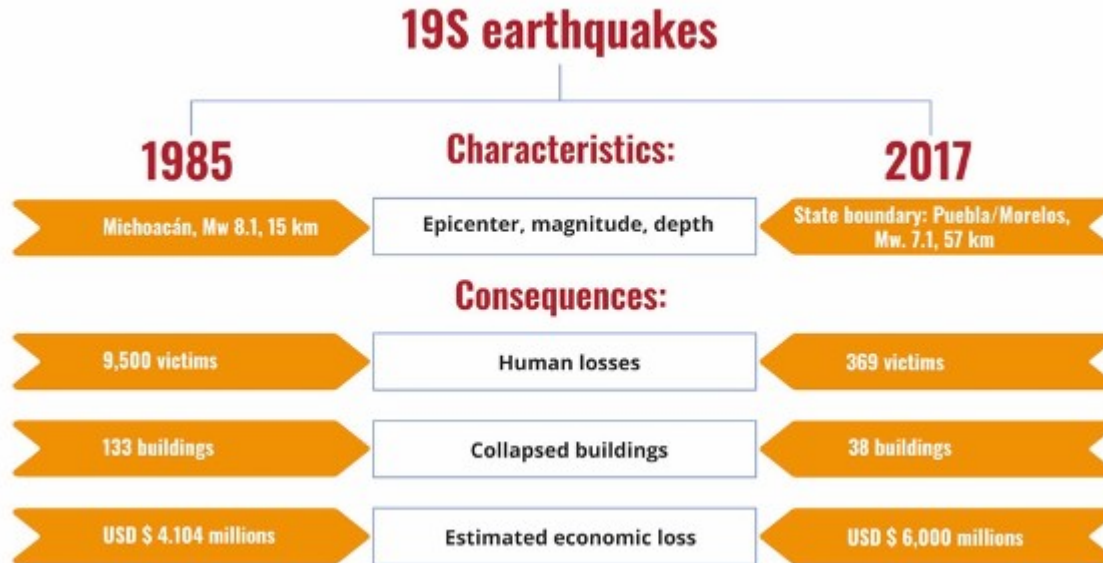 19S earthquakes
1985
Characteristics:
2017
Michoacán, Mw 8.1, 15 km
Epicenter, magnitude, depth
State boundary: Puebla/Morelos,
Mw. 7.1, 57 km
Consequences:
9,500 victims
Human losses
369 victims
133 buildings
Collapsed buildings
38 buildings
USD $ 4.104 millions
Estimated economic loss
USD $ 6,000 millions